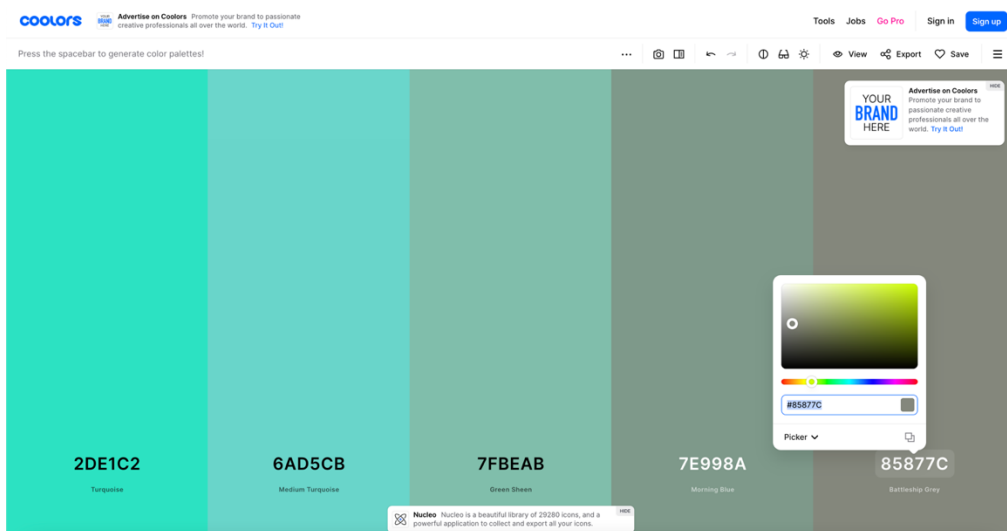 coolors
YOUR
BRAND
HERE
Advertise on Coolors Promote your brand to passionate
creative professionals all over the world. Try It Out!
Tools Jobs Go Pro Sign in Sign up
Press the spacebar to generate color palettes!
View Export Save
YOUR
BRAND
HERE
Advertise on Coolors
HIDE
Promote your brand to
passionate creative
professionals all over the
world. Try It Out!
#85877C
Picker
2DE1C2
Turquoise
6AD5CB
Medium Turquoise
7FBEAB
Green Sheen
7E998A
Morning Blue
85877C
Battleship Grey
Nucleo Nucleo is a beautiful library of 29280 icons, and a
powerful application to collect and export all your icons.
HIDE